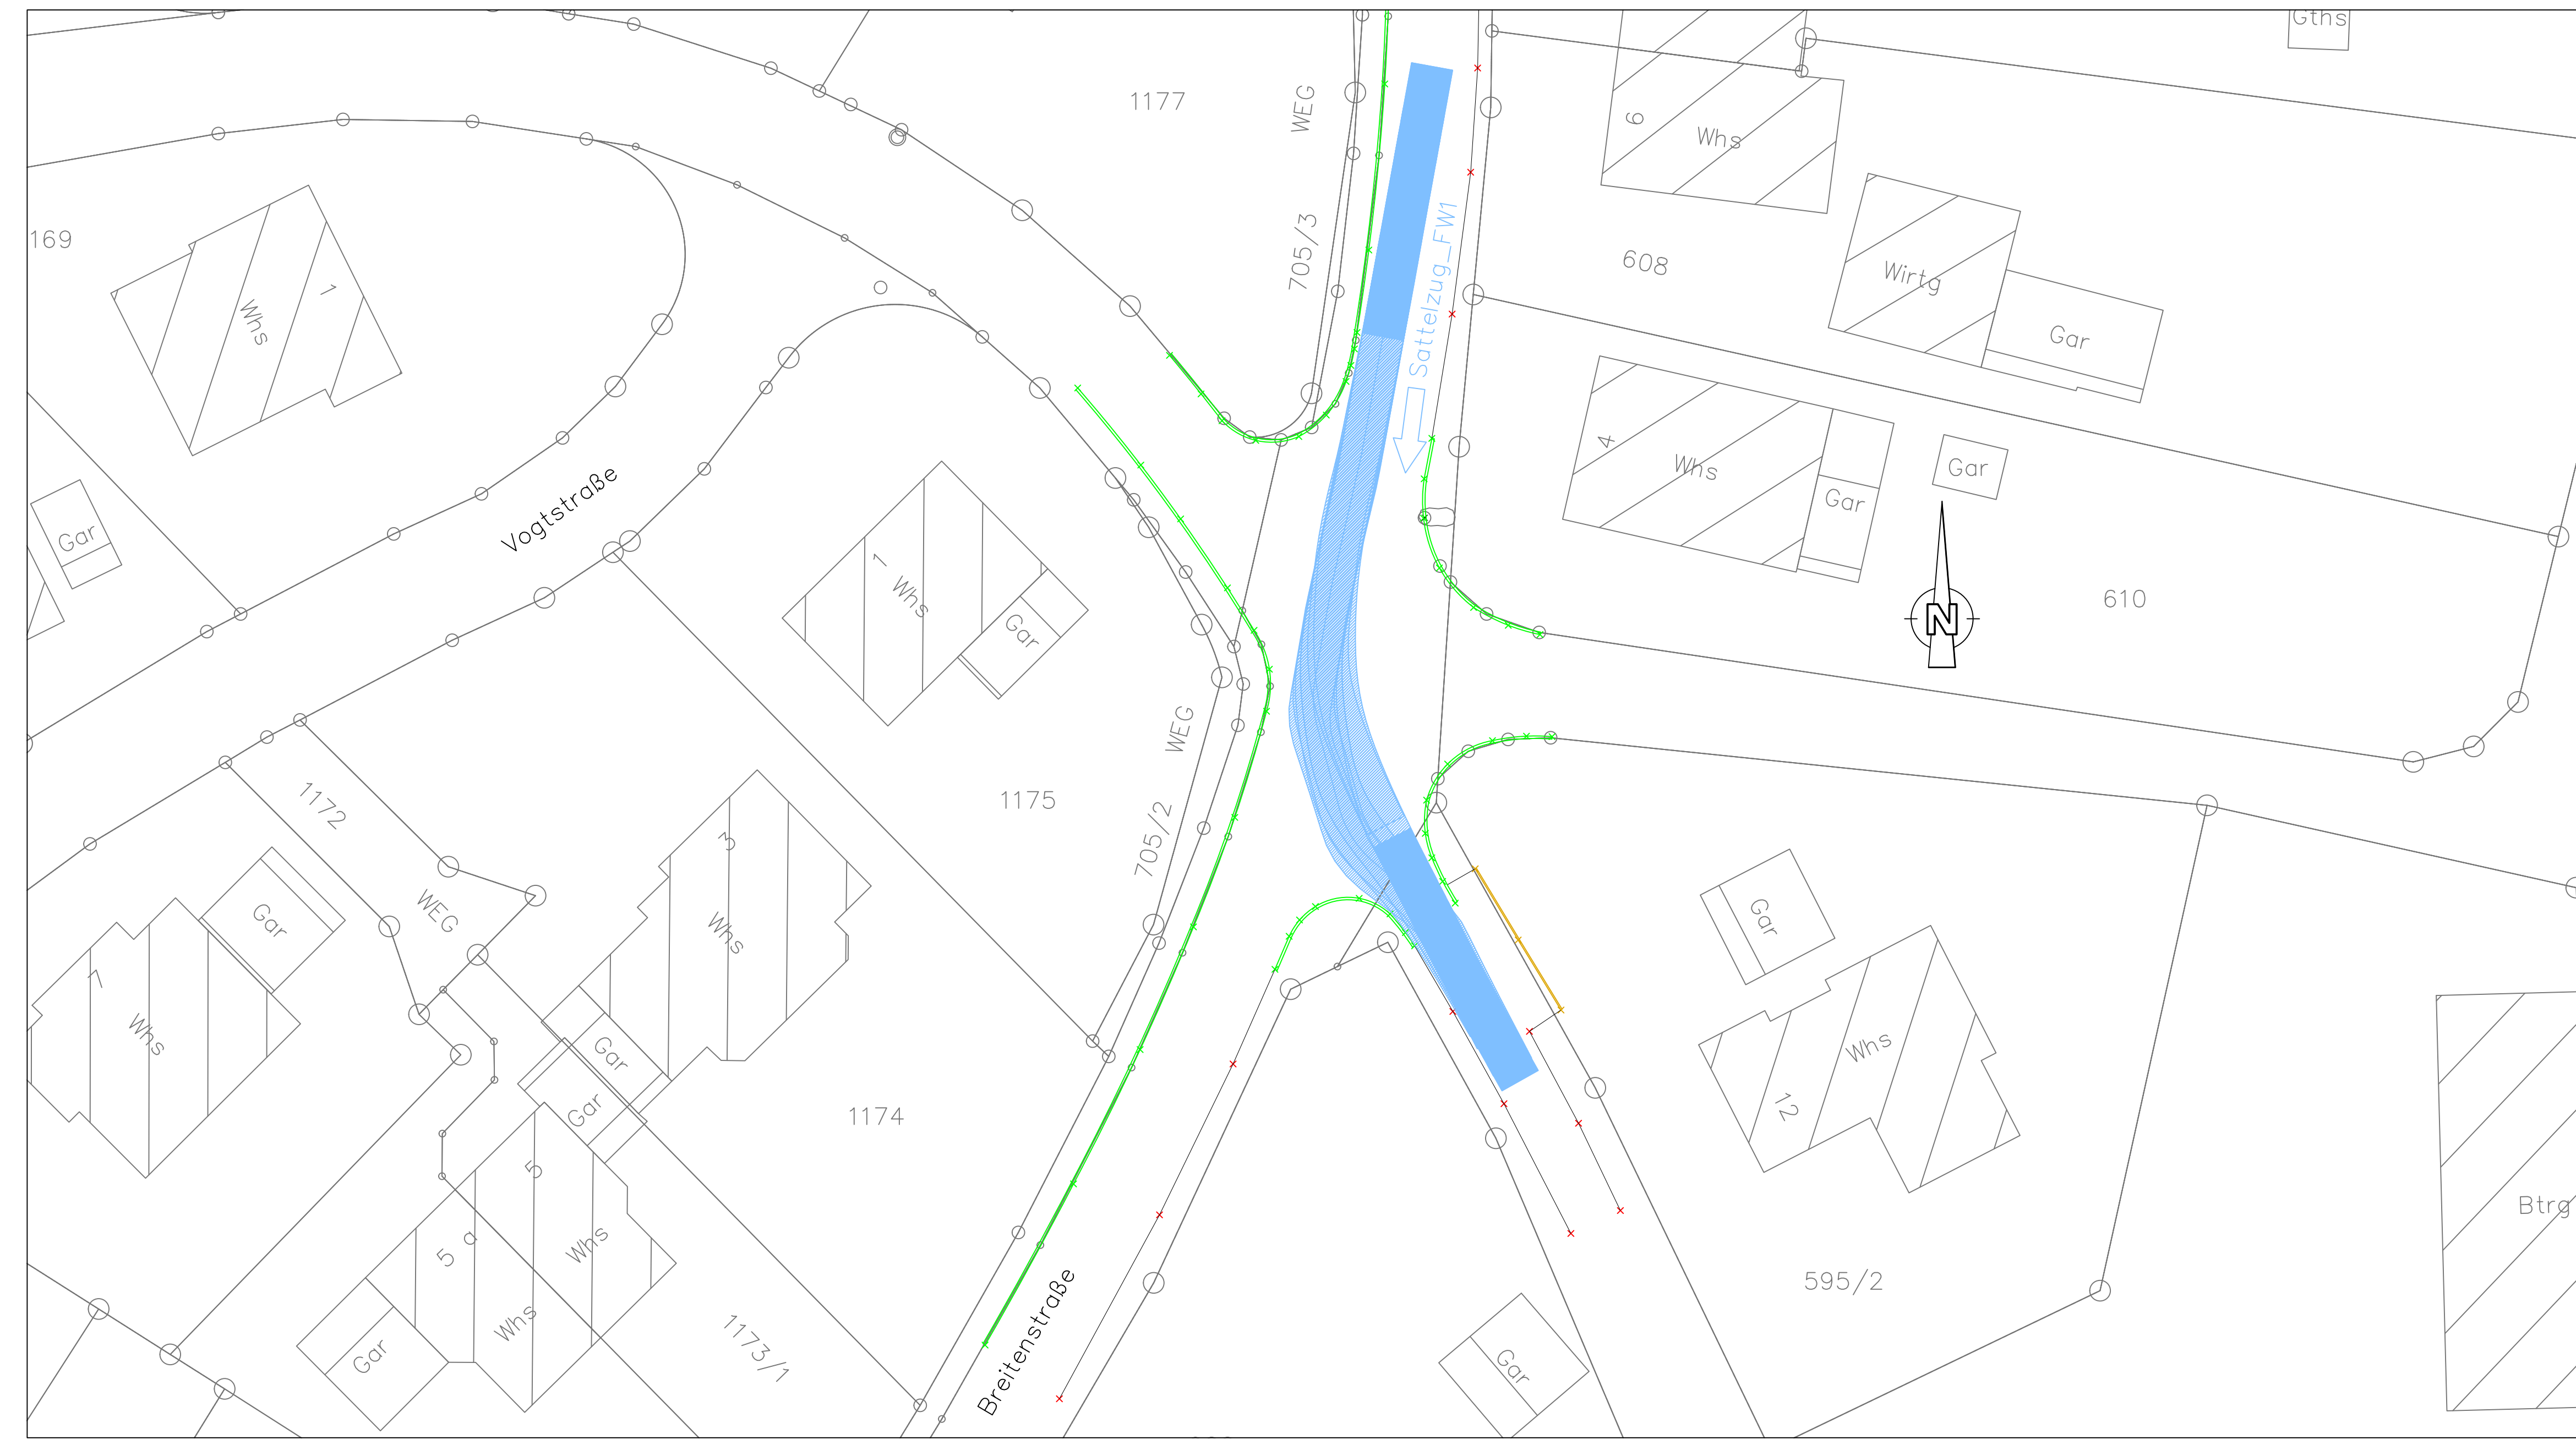 Gths
1177
WEG
6
Whs
169
1
Whs
705/3
Sattelzug_FW1
608
Wirtg
Gar
4
Whs
Gar
Gar
Vogtstraße
Gar
1
Whs
Gar
N
610
WEG
1172
1175
705/2
3
Whs
WEG
Gar
7
Whs
Gar
Gar
Gar
Whs
12
1174
5
5 a
Whs
Whs
Gar
1173/1
Breitenstraße
595/2
Gar
Btrg